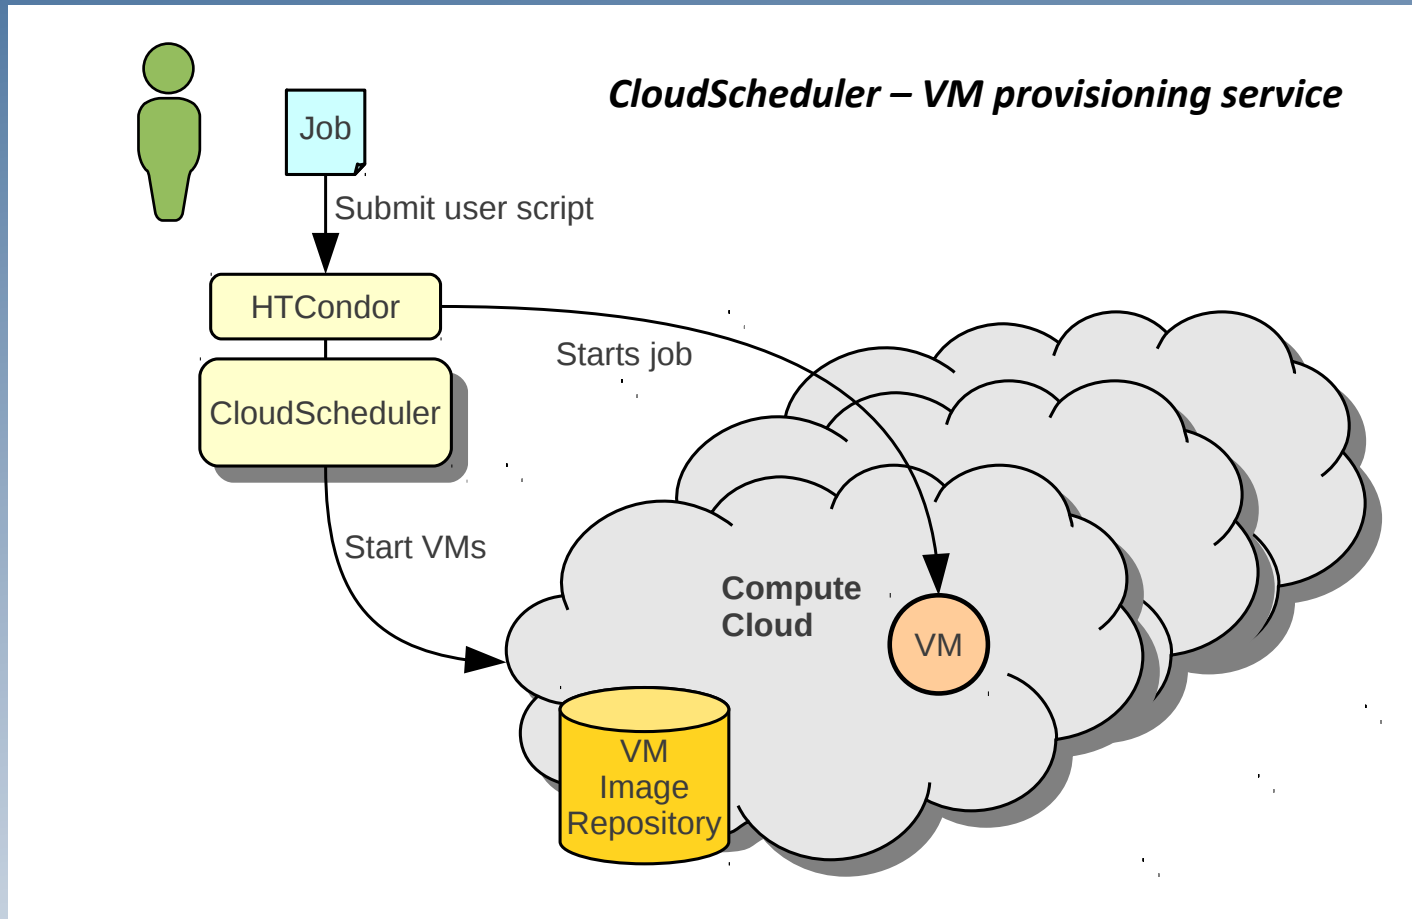 CloudScheduler – VM provisioning service
Job
Submit user script
HTCondor
Starts job
CloudScheduler
Start VMs
Compute
Cloud
VM
VM
Image
Repository